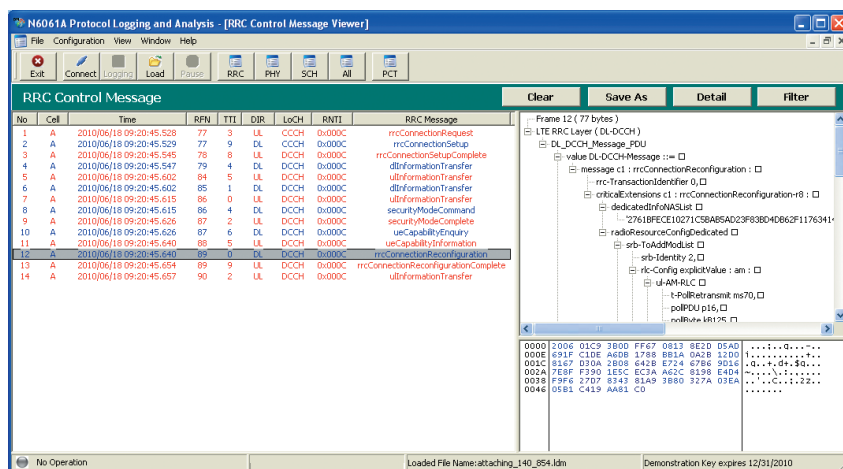 N6061A Protocol Logging and Analysis - [RRC Control Message Viewer]
File Configuration View Window Help
Exit Connect Logging Load Pause RRC PHY SCH All PCT
RRC Control Message Clear Save As Detail Filter
No Cell Time RFN TTI DIR LoCH RNTI RRC Message
1 A 2010/06/18 09:20:45.528 77 3 UL CCCH 0x000C rrcConnectionRequest
2 A 2010/06/18 09:20:45.529 77 9 DL CCCH 0x000C rrcConnectionSetup
3 A 2010/06/18 09:20:45.545 78 8 UL DCCH 0x000C rrcConnectionSetupComplete
4 A 2010/06/18 09:20:45.547 79 4 DL DCCH 0x000C dlInformationTransfer
5 A 2010/06/18 09:20:45.602 84 5 UL DCCH 0x000C ulInformationTransfer
6 A 2010/06/18 09:20:45.602 85 1 DL DCCH 0x000C dlInformationTransfer
7 A 2010/06/18 09:20:45.615 86 0 UL DCCH 0x000C ulInformationTransfer
8 A 2010/06/18 09:20:45.615 86 4 DL DCCH 0x000C securityModeCommand
9 A 2010/06/18 09:20:45.626 87 2 UL DCCH 0x000C securityModeComplete
10 A 2010/06/18 09:20:45.626 87 6 DL DCCH 0x000C ueCapabilityEnquiry
11 A 2010/06/18 09:20:45.640 88 5 UL DCCH 0x000C ueCapabilityInformation
12 A 2010/06/18 09:20:45.640 89 0 DL DCCH 0x000C rrcConnectionReconfiguration
13 A 2010/06/18 09:20:45.654 89 9 UL DCCH 0x000C rrcConnectionReconfigurationComplete
14 A 2010/06/18 09:20:45.657 90 2 UL DCCH 0x000C ulInformationTransfer
Frame 12 ( 77 bytes )
LTE RRC Layer ( DL-DCCH )
DL_DCCH_Message_PDU
value DL-DCCH-Message ::=
message c1 : rrcConnectionReconfiguration :
rrc-TransactionIdentifier 0,
criticalExtensions c1 : rrcConnectionReconfiguration-r8 :
dedicatedInfoNASList
'2761BFECE10271C5BAB5AD23F83BD4DB62F1176341
radioResourceConfigDedicated
srb-ToAddModList
srb-Identity 2,
rlc-Config explicitValue : am :
ul-AM-RLC
t-PollRetransmit ms70,
pollPDU p16,
pollByte kB125,
0000 2006 01C9 3B0D FF67 0813 8E2D D5AD ...;..g...-..
000E 691F C1DE A6DB 1788 BB1A 0A2B 12D0 i..........+..
001C 8167 D30A 2B08 642B E724 67B6 9D16 .g..+.d+.$g...
002A 7E8F F390 1E5C EC3A A62C 8198 E4D4 ~....\.:.,....
0038 F9F6 27D7 8343 81A9 3B80 327A 03EA ..'..C..;.2z..
0046 05B1 C419 AA81 C0 .......
No Operation Loaded File Name:attaching_140_854.ldm Demonstration Key expires 12/31/2010